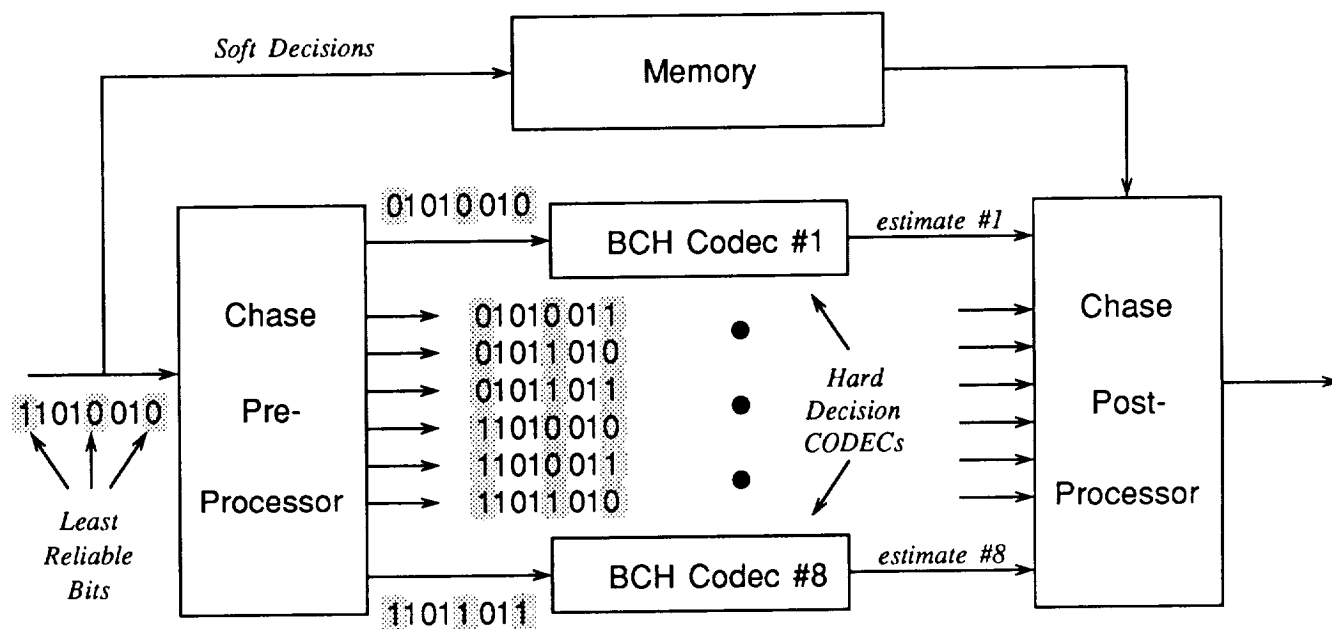 Soft Decisions
Memory
01010010
BCH Codec #1
estimate #1
Chase
Pre-
Processor
01010011
01011010
01011011
11010010
11010011
11011010
Hard
Decision
CODECs
Chase
Post-
Processor
11010010
Least
Reliable
Bits
BCH Codec #8
estimate #8
11011011